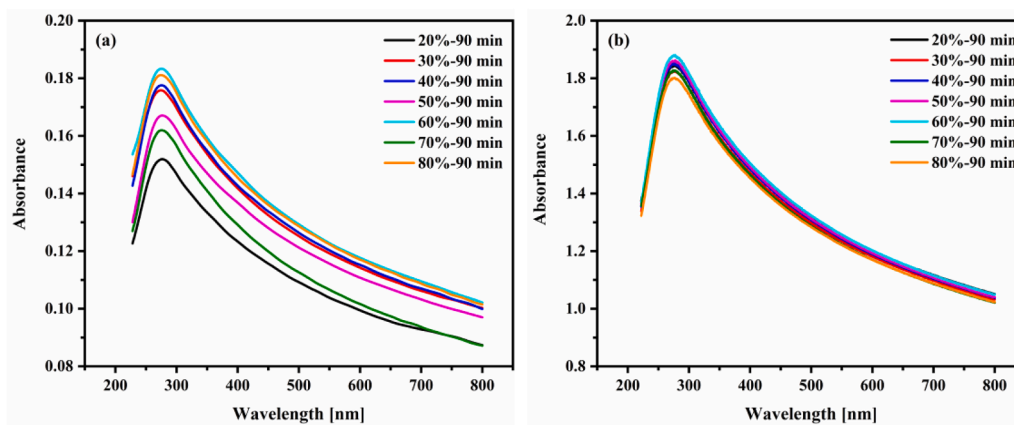 (a)
20%-90 min
30%-90 min
40%-90 min
50%-90 min
60%-90 min
70%-90 min
80%-90 min
0.20
0.18
0.16
0.14
0.12
0.10
0.08
Absorbance
200 300 400 500 600 700 800
Wavelength [nm]
(b)
20%-90 min
30%-90 min
40%-90 min
50%-90 min
60%-90 min
70%-90 min
80%-90 min
2.0
1.8
1.6
1.4
1.2
1.0
0.8
Absorbance
200 300 400 500 600 700 800
Wavelength [nm]